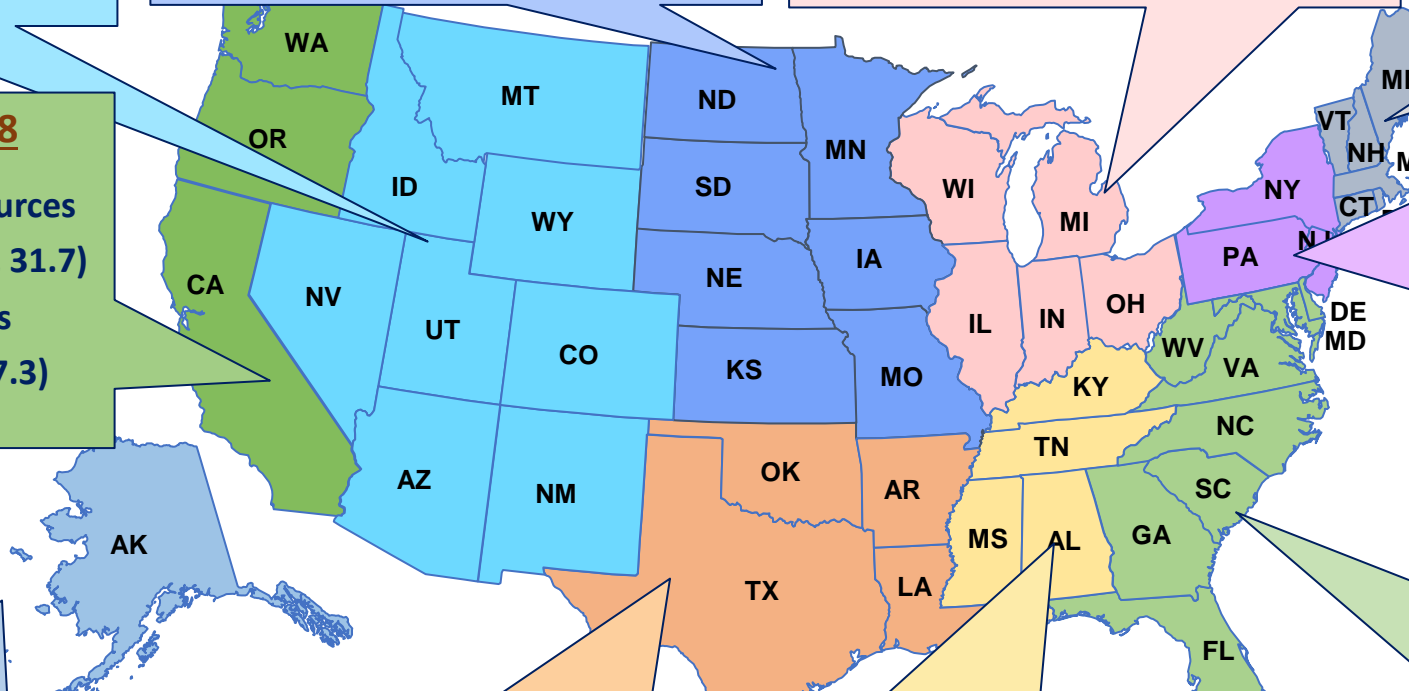 WA
MT
ND
MN
OR
ID
SD
WI
MI
NY
VT
NH
CT
WY
IA
NE
PA
CA
NV
UT
CO
KS
MO
IL
IN
OH
DE
MD
WV
VA
KY
NC
TN
AZ
NM
OK
AR
SC
MS
AL
GA
AK
TX
LA
FL
8
urces
31.7)
s
7.3)